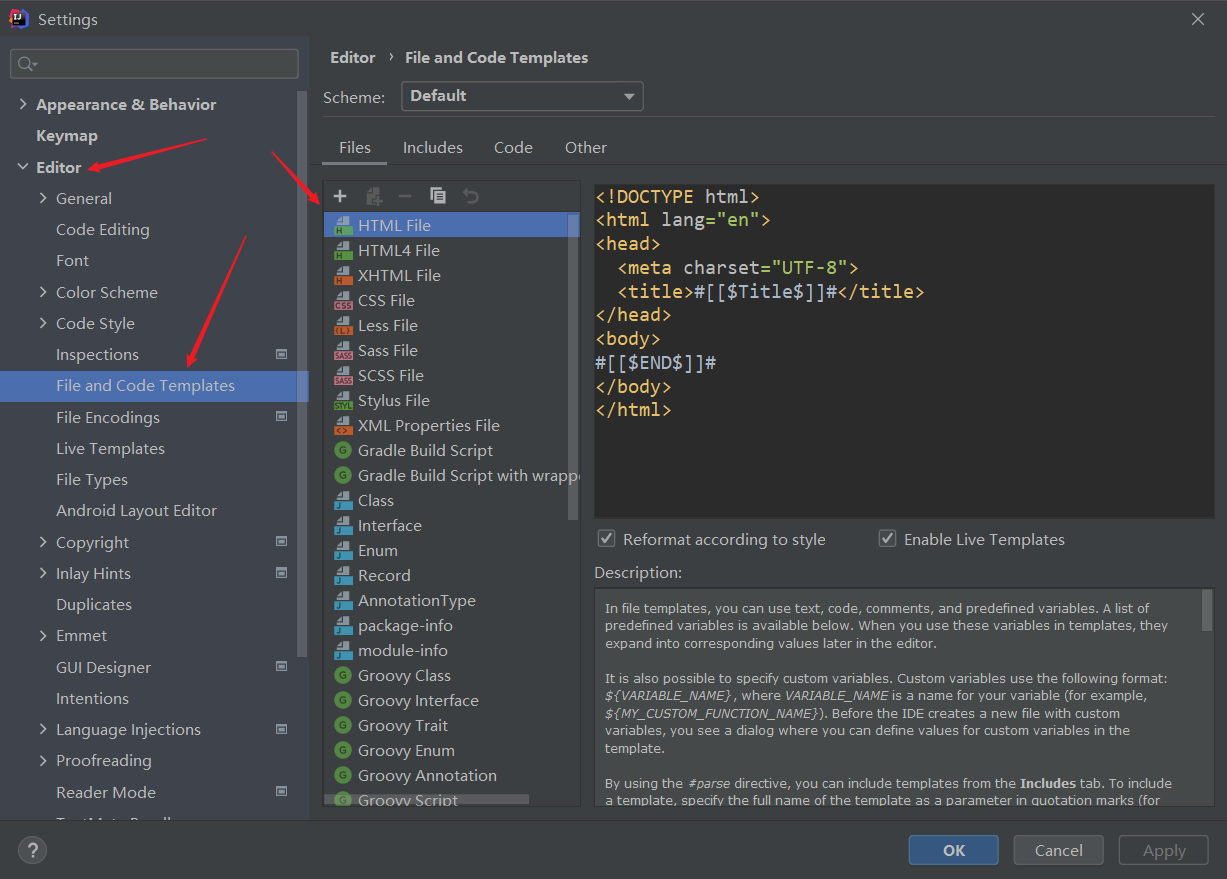 Settings
Appearance & Behavior
Keymap
Editor
General
Code Editing
Font
Color Scheme
Code Style
Inspections
File and Code Templates
File Encodings
Live Templates
File Types
Android Layout Editor
Copyright
Inlay Hints
Duplicates
Emmet
GUI Designer
Intentions
Language Injections
Proofreading
Reader Mode
Editor › File and Code Templates
Scheme: Default
Files Includes Code Other
HTML File
HTML4 File
XHTML File
CSS File
Less File
Sass File
SCSS File
Stylus File
XML Properties File
Gradle Build Script
Gradle Build Script with wrappe
Class
Interface
Enum
Record
AnnotationType
package-info
module-info
Groovy Class
Groovy Interface
Groovy Trait
Groovy Enum
Groovy Annotation
Groovy Script
<!DOCTYPE html>
<html lang="en">
<head>
  <meta charset="UTF-8">
  <title>#[[$Title$]]#</title>
</head>
<body>
#[[$END$]]#
</body>
</html>
Reformat according to style Enable Live Templates
Description:
In file templates, you can use text, code, comments, and predefined variables. A list of
predefined variables is available below. When you use these variables in templates, they
expand into corresponding values later in the editor.
It is also possible to specify custom variables. Custom variables use the following format:
${VARIABLE_NAME}, where VARIABLE_NAME is a name for your variable (for example,
${MY_CUSTOM_FUNCTION_NAME}). Before the IDE creates a new file with custom
variables, you see a dialog where you can define values for custom variables in the
template.
By using the #parse directive, you can include templates from the Includes tab. To include
a template, specify the full name of the template as a parameter in quotation marks (for
? OK Cancel Apply